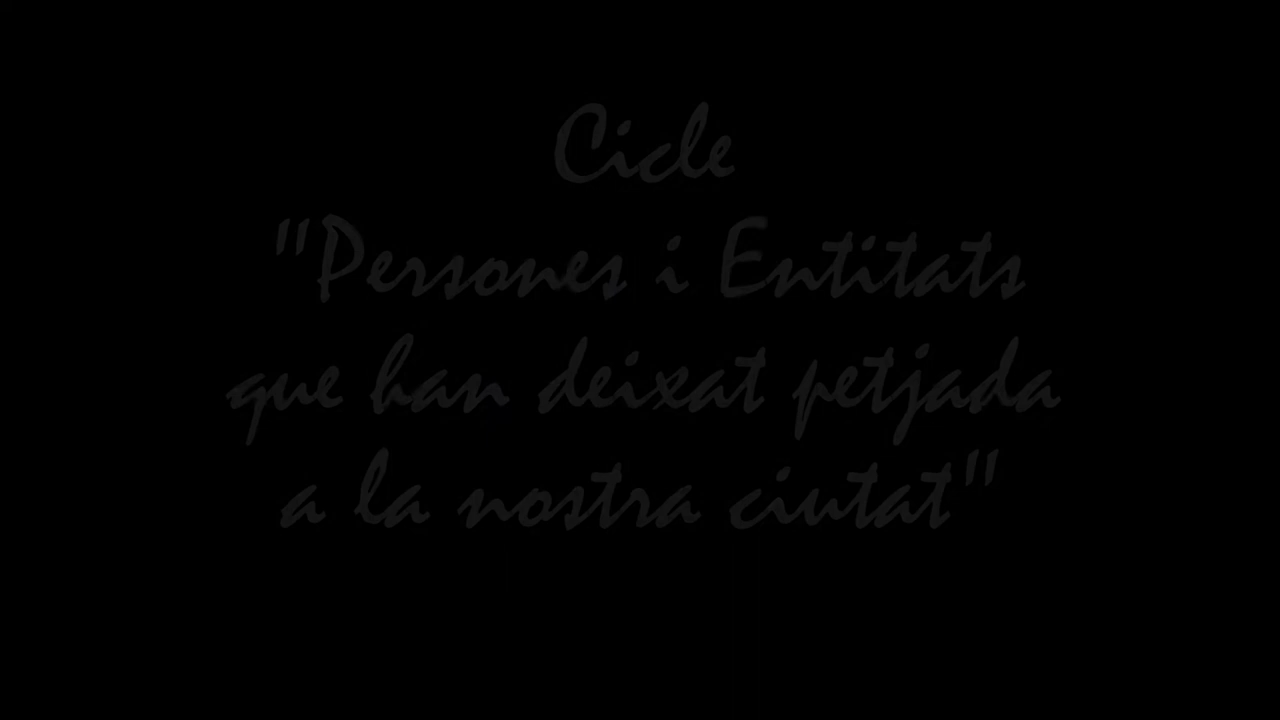 Cicle
"Persones i Entitats
que han deixat petjada
a la nostra ciutat"